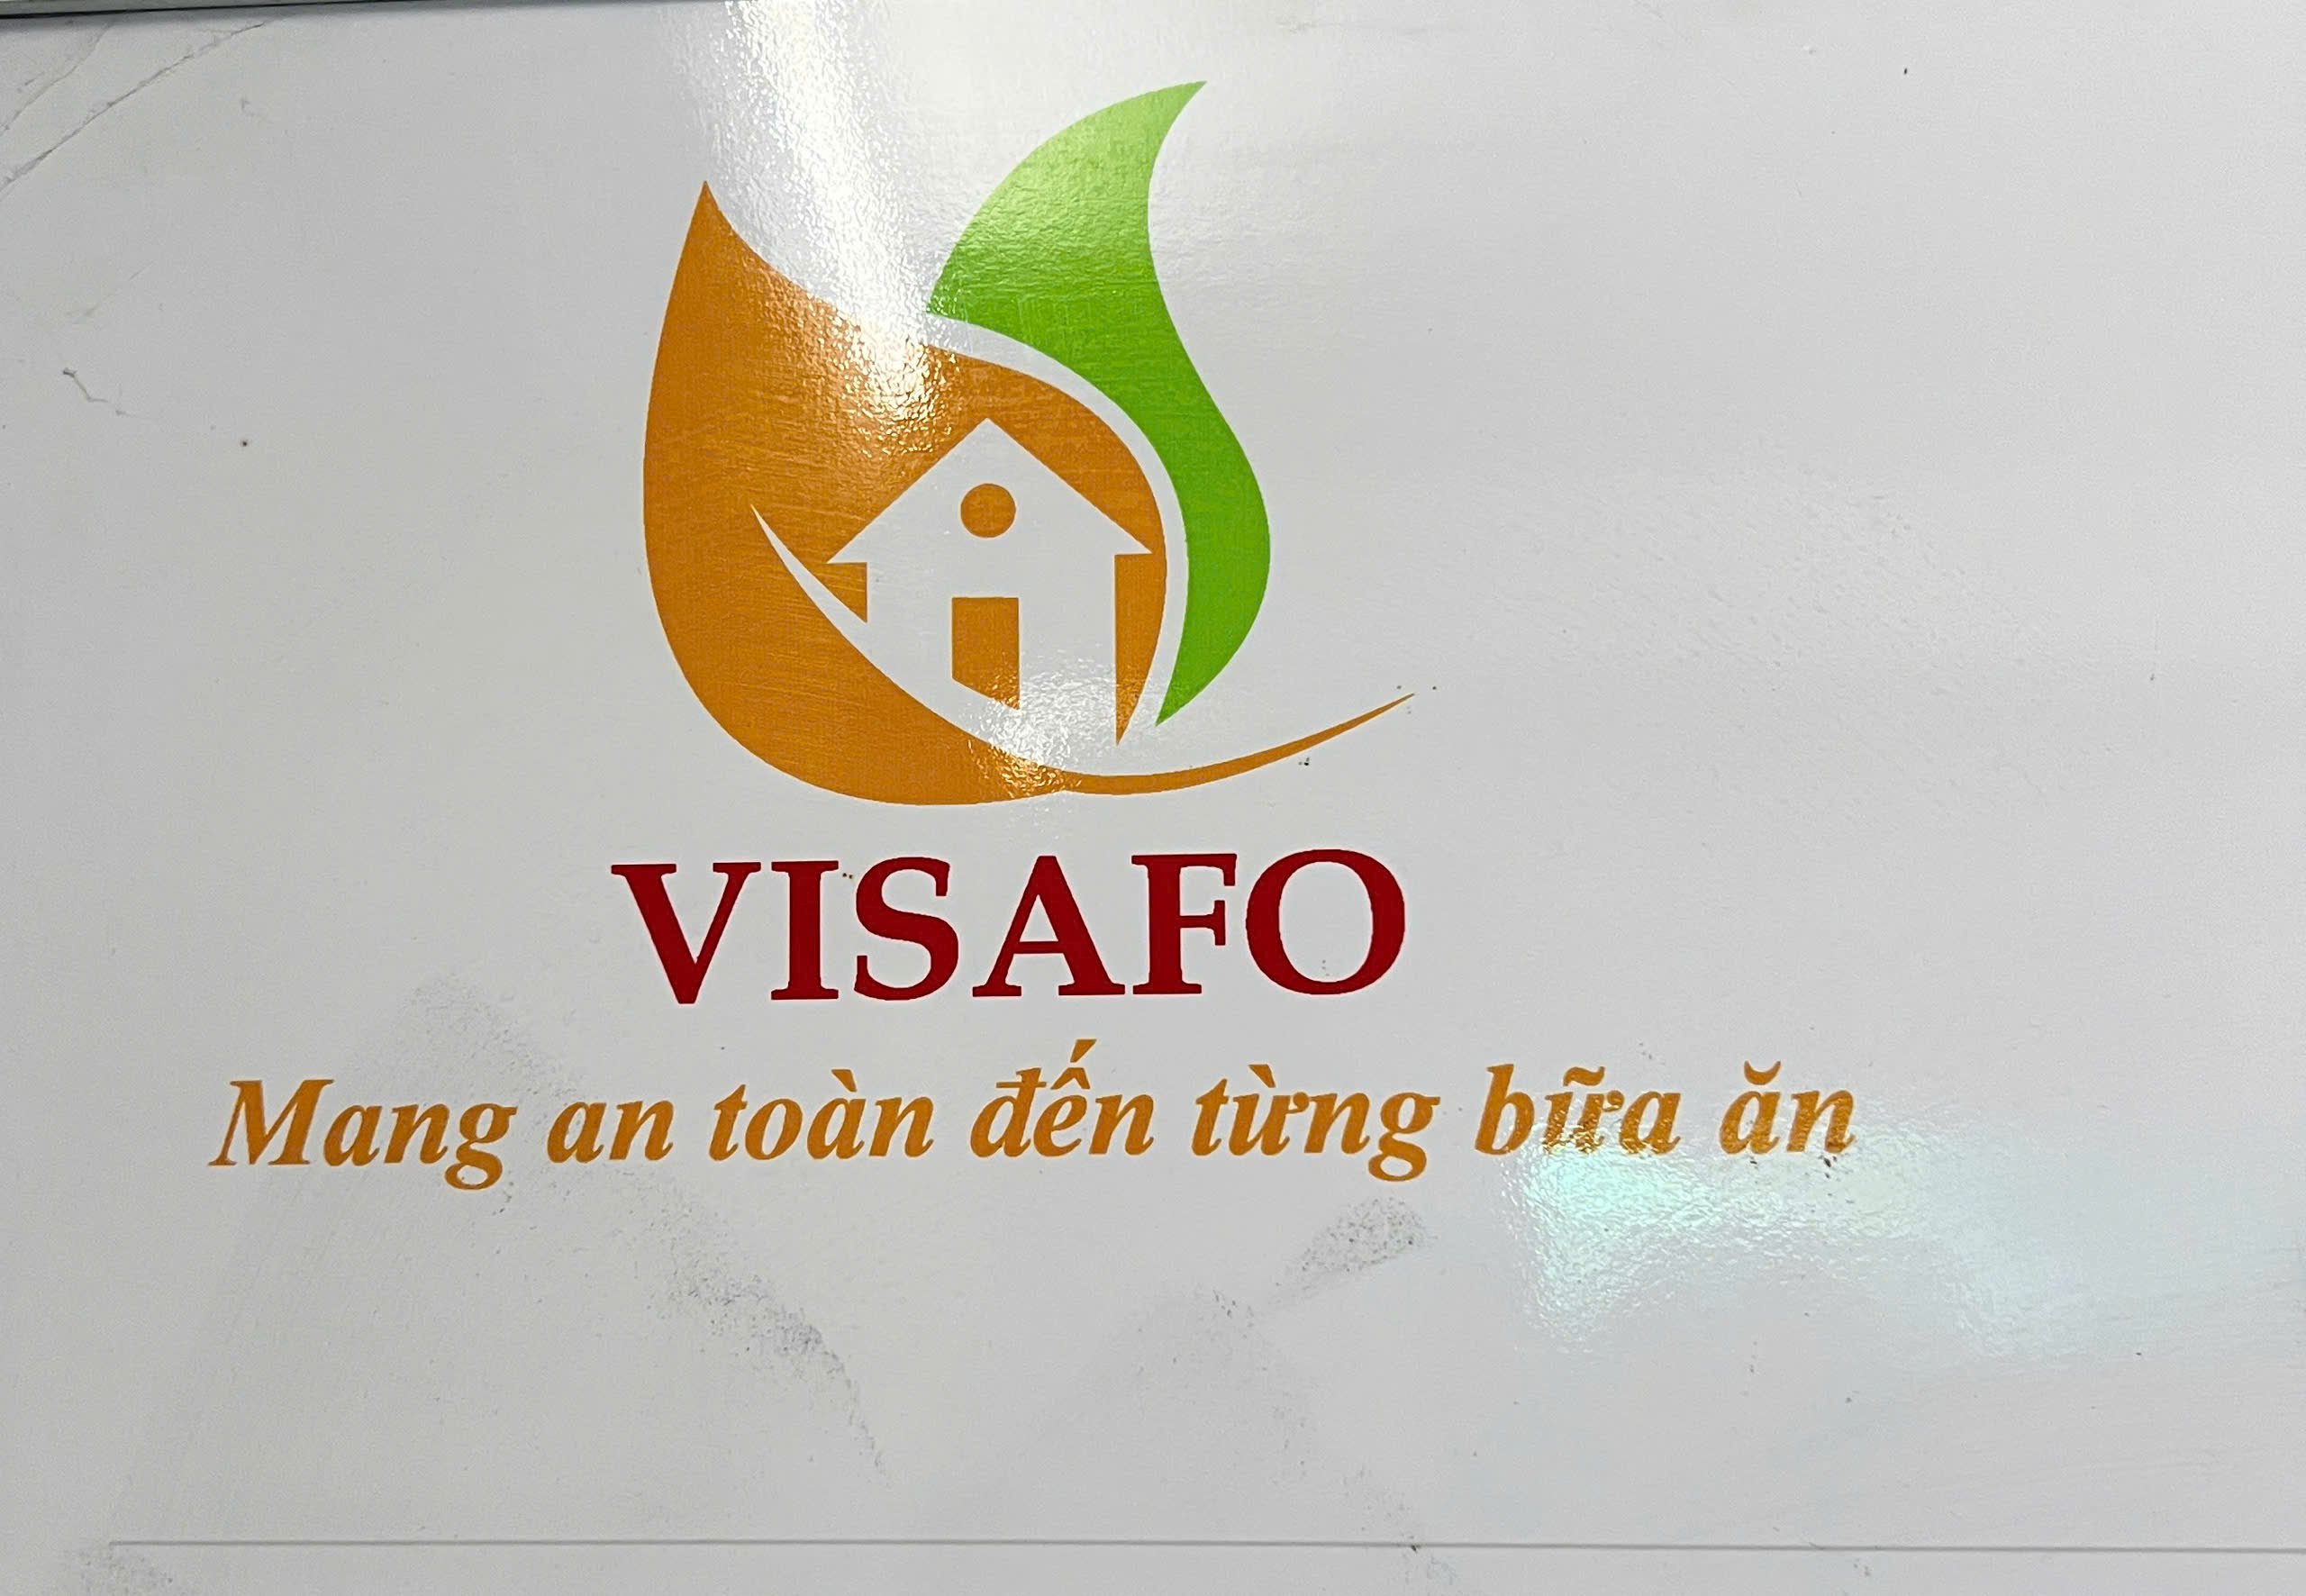 VISAFO
Mang an toàn đến từng bữa ăn